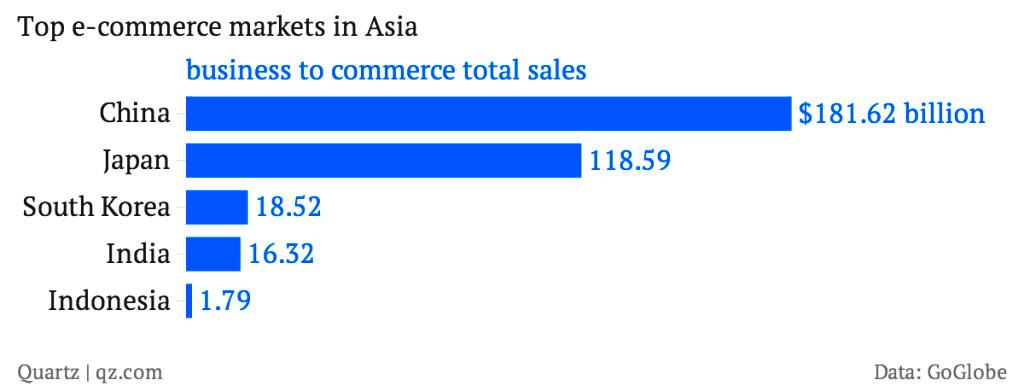 Top e-commerce markets in Asia
business to commerce total sales
China $181.62 billion
Japan 118.59
South Korea 18.52
India 16.32
Indonesia 1.79
Quartz | qz.com Data: GoGlobe